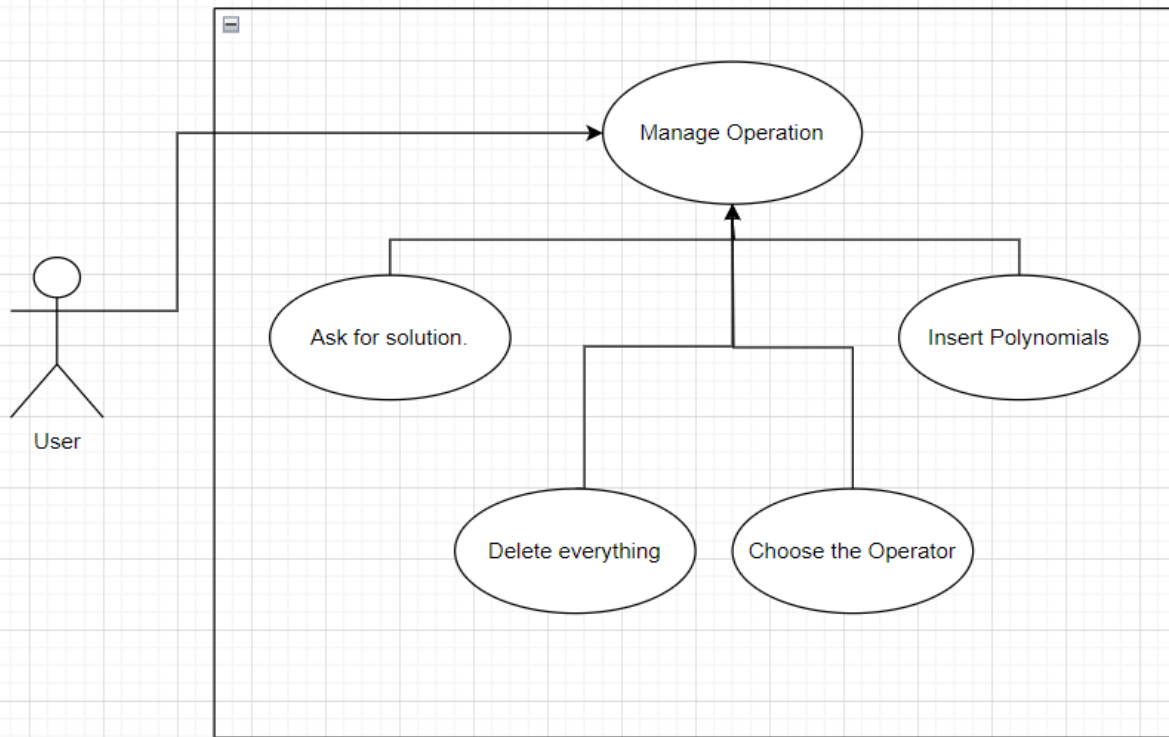 Manage Operation
Ask for solution.
Insert Polynomials
User
Delete everything
Choose the Operator